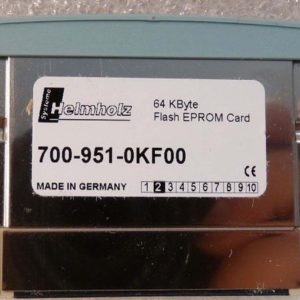 Systeme
Helmholz
64 KByte
Flash EPROM Card
700-951-0KF00
CE
MADE IN GERMANY
1 2 3 4 5 6 7 8 9 10